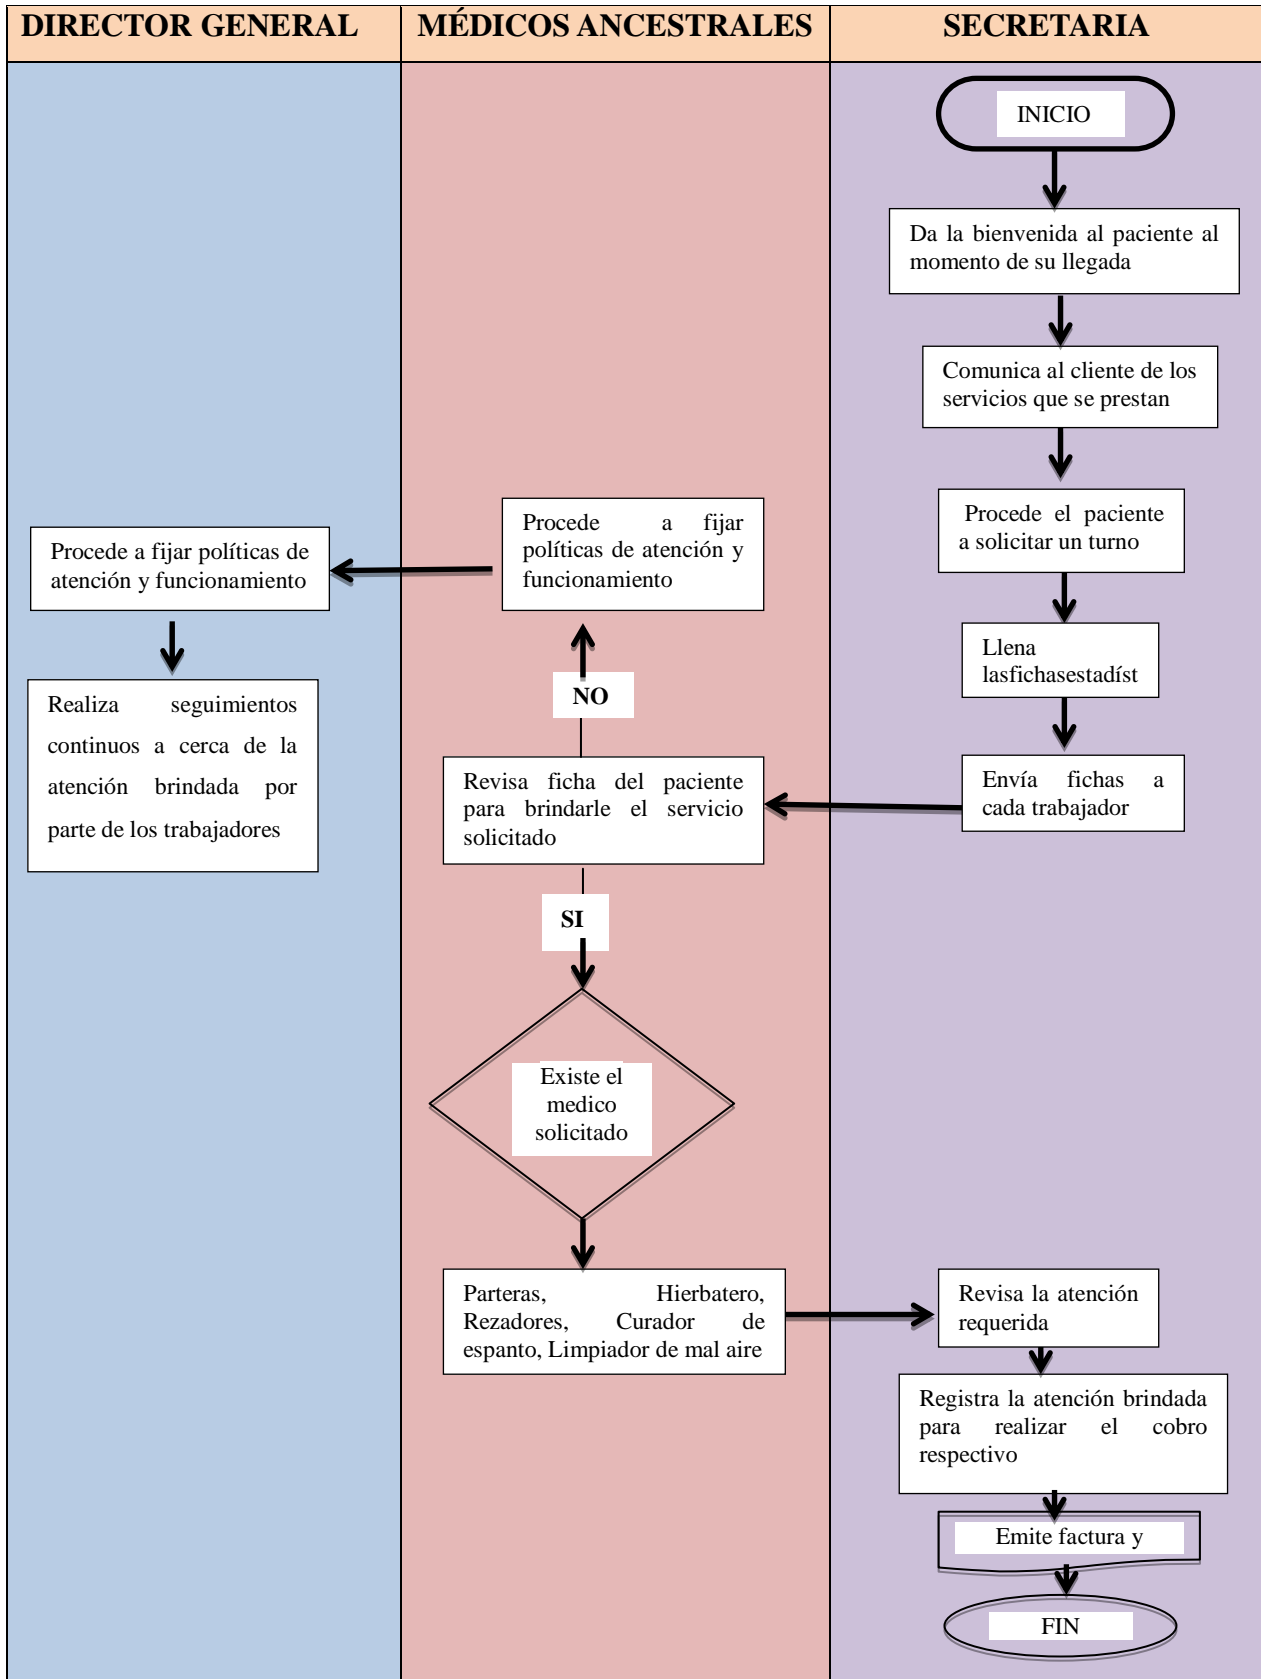 DIRECTOR GENERAL
MÉDICOS ANCESTRALES
SECRETARIA
INICIO
Da la bienvenida al paciente al
momento de su llegada
Comunica al cliente de los
servicios que se prestan
Procede el paciente
a solicitar un turno
Llena
lasfichasestadíst
Envía fichas a
cada trabajador
Revisa ficha del paciente
para brindarle el servicio
solicitado
NO
Procede a fijar
políticas de atención y
funcionamiento
Procede a fijar políticas de
atención y funcionamiento
Realiza seguimientos
continuos a cerca de la
atención brindada por
parte de los trabajadores
SI
Existe el
medico
solicitado
Parteras, Hierbatero,
Rezadores, Curador de
espanto, Limpiador de mal aire
Revisa la atención
requerida
Registra la atención brindada
para realizar el cobro
respectivo
Emite factura y
FIN